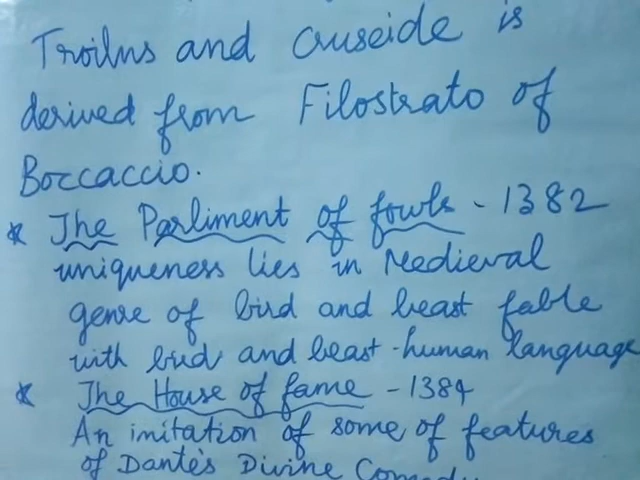 Troilus and Cruseide is
derived from Filostrato of
Boccaccio.
* The Parliment of fowls - 1382
uniqueness lies in Medieval
genre of bird and beast fable
with bird and beast-human language
* The House of fame - 1384
An imitation of some of features
of Dante's Divine Comedy